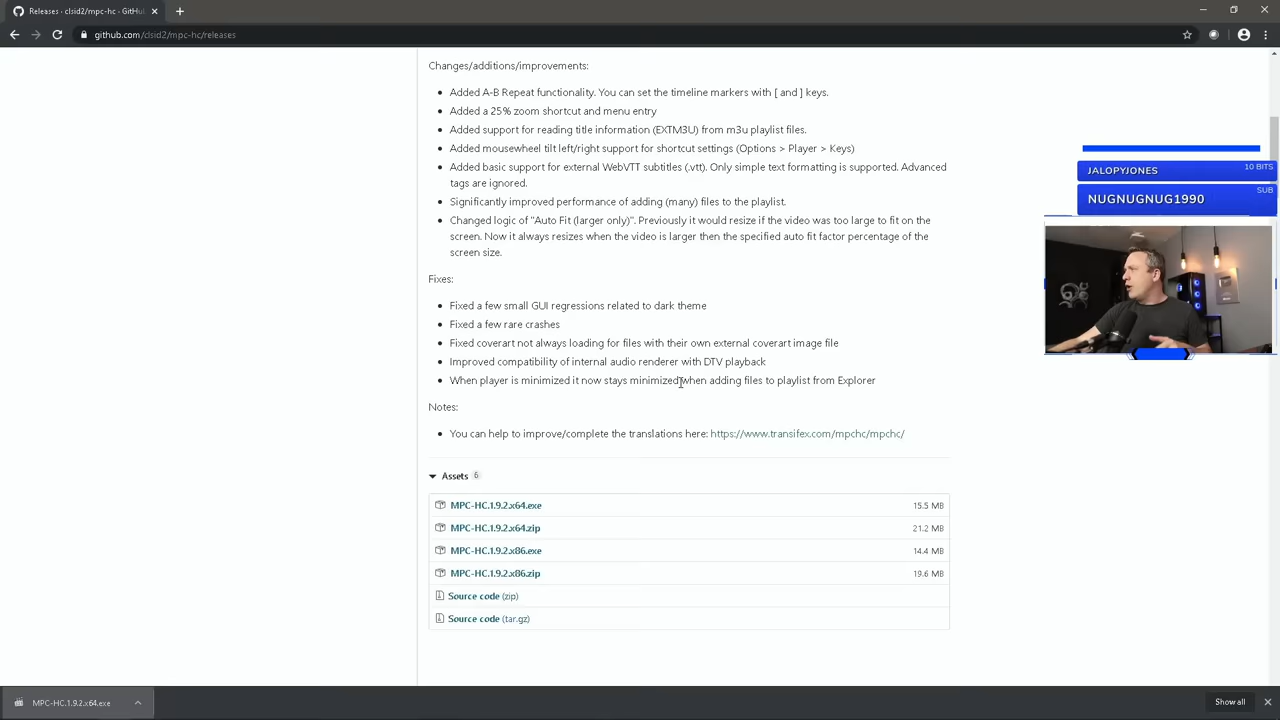 Releases · clsid2/mpc-hc · GitHub
github.com/clsid2/mpc-hc/releases
Changes/additions/improvements:
Added A-B Repeat functionality. You can set the timeline markers with [ and ] keys.
Added a 25% zoom shortcut and menu entry
Added support for reading title information (EXTM3U) from m3u playlist files.
Added mousewheel tilt left/right support for shortcut settings (Options > Player > Keys)
Added basic support for external WebVTT subtitles (.vtt). Only simple text formatting is supported. Advanced
tags are ignored.
Significantly improved performance of adding (many) files to the playlist.
Changed logic of "Auto Fit (larger only)". Previously it would resize if the video was too large to fit on the
screen. Now it always resizes when the video is larger then the specified auto fit factor percentage of the
screen size.
Fixes:
Fixed a few small GUI regressions related to dark theme
Fixed a few rare crashes
Fixed coverart not always loading for files with their own external coverart image file
Improved compatibility of internal audio renderer with DTV playback
When player is minimized it now stays minimized when adding files to playlist from Explorer
Notes:
You can help to improve/complete the translations here: https://www.transifex.com/mpchc/mpchc/
Assets 6
MPC-HC.1.9.2.x64.exe 15.5 MB
MPC-HC.1.9.2.x64.zip 21.2 MB
MPC-HC.1.9.2.x86.exe 14.4 MB
MPC-HC.1.9.2.x86.zip 19.6 MB
Source code (zip)
Source code (tar.gz)
JALOPYJONES 10 BITS
NUGNUGNUG1990 SUB
MPC-HC.1.9.2.x64.exe
Show all